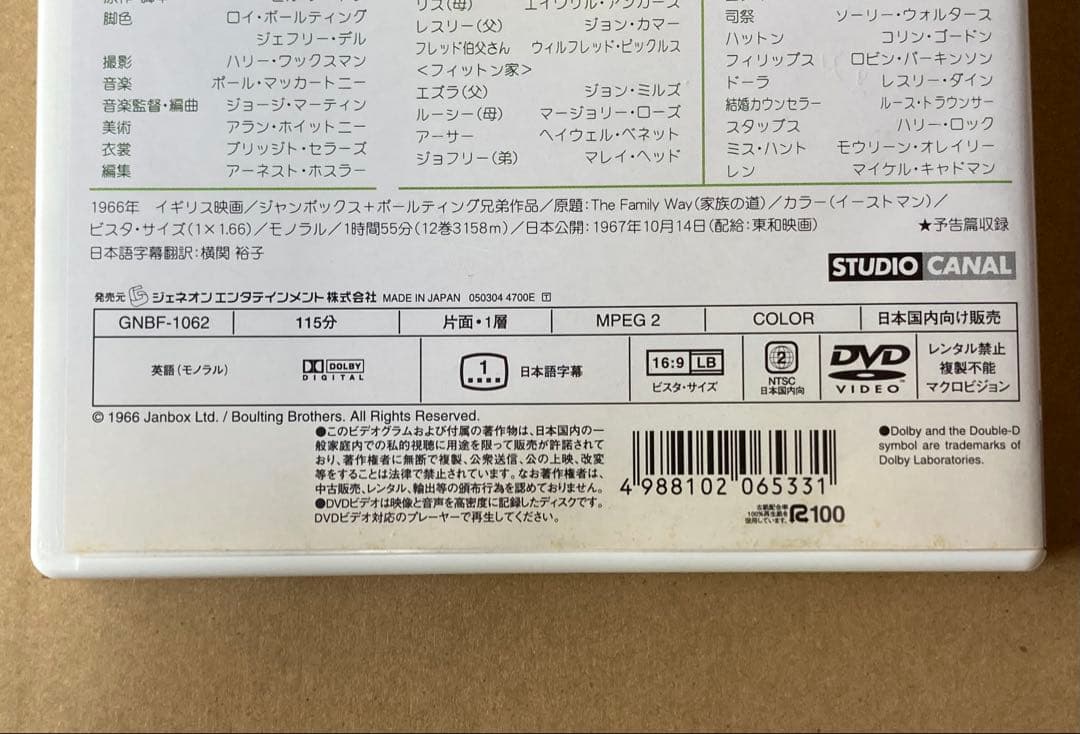 脚色 ロイ・ボールティング
ジェフリー・デル
撮影 ハリー・ワックスマン
音楽 ポール・マッカートニー
音楽監督・編曲 ジョージ・マーティン
美術 アラン・ホイットニー
衣裳 ブリッジト・セラーズ
編集 アーネスト・ホスラー
リズ(母) エイヴリル・アンガーズ
レスリー(父) ジョン・カマー
フレッド伯父さん ウィルフレッド・ピックルス
<フィットン家>
エズラ(父) ジョン・ミルズ
ルーシー(母) マージョリー・ローズ
アーサー ヘイウェル・ベネット
ジョフリー(弟) マレイ・ヘッド
司祭 ソーリー・ウォルタース
ハットン コリン・ゴードン
フィリップス ロビン・パーキンソン
ドーラ レスリー・ダイン
結婚カウンセラー ルース・トラウンサー
スタッブス ハリー・ロック
ミス・ハント モウリーン・オレイリー
レン マイケル・キャドマン
1966年 イギリス映画/ジャンボックス+ボールティング兄弟作品/原題:The Family Way(家族の道)/カラー(イーストマン)/
ビスタ・サイズ(1×1.66)/モノラル/1時間55分(12巻3158m)/日本公開:1967年10月14日(配給:東和映画) ★予告篇収録
日本語字幕翻訳:横関 裕子
STUDIO CANAL
発売元 ジェネオン エンタテインメント株式会社 MADE IN JAPAN 050304 4700E T
GNBF-1062 115分 片面・1層 MPEG 2 COLOR 日本国内向け販売
英語(モノラル) DOLBY DIGITAL 1 日本語字幕 16:9 LB ビスタ・サイズ 2 NTSC 日本国内向 DVD VIDEO レンタル禁止 複製不能 マクロビジョン
© 1966 Janbox Ltd. / Boulting Brothers. All Rights Reserved.
●このビデオグラムおよび付属の著作物は、日本国内の一
般家庭内での私的視聴に用途を限って販売が許諾されて
おり、著作権者に無断で複製、公衆送信、公の上映、改変
等をすることは法律で禁止されています。なお著作権者は、
中古販売、レンタル、輸出等の頒布行為を認めておりません。
●DVDビデオは映像と音声を高密度に記録したディスクです。
DVDビデオ対応のプレーヤーで再生してください。
4 988102 065331
古紙配合率
100%再生紙を
使用しています。 R100
●Dolby and the Double-D
symbol are trademarks of
Dolby Laboratories.